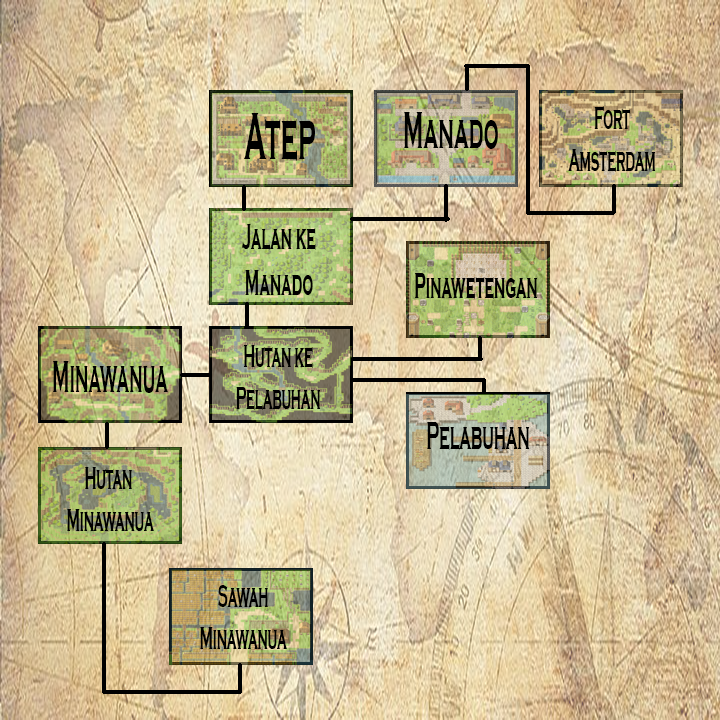 Atep
Manado
Fort
Amsterdam
Jalan ke
Manado
Pinawetengan
Minawanua
Hutan ke
Pelabuhan
Pelabuhan
Hutan
Minawanua
Sawah
Minawanua